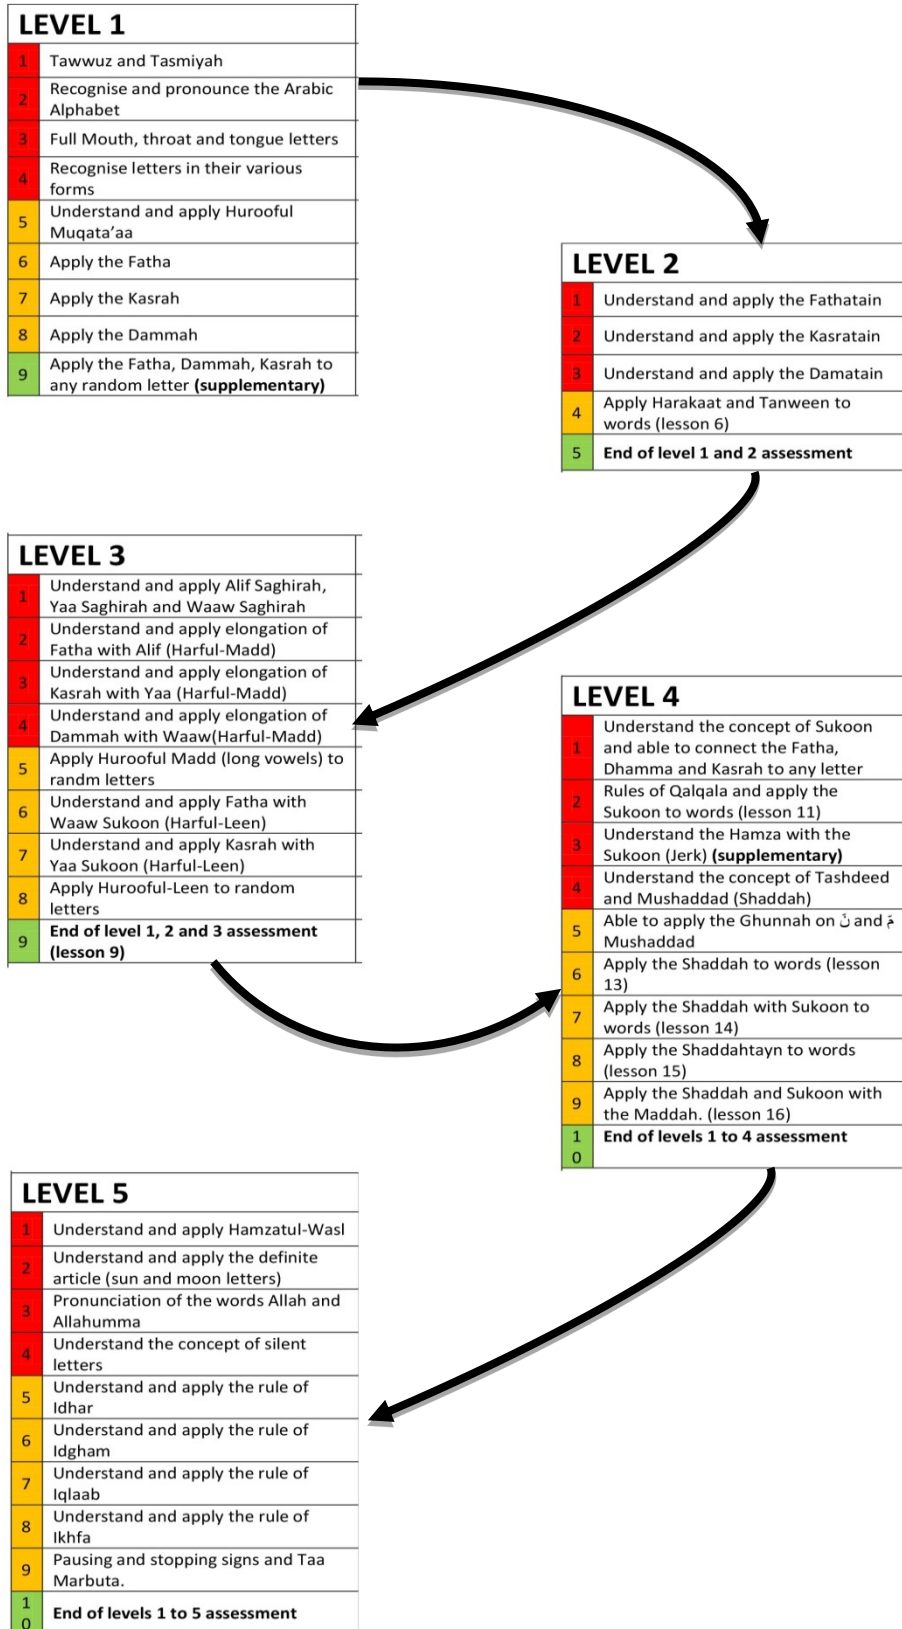 LEVEL 1
1 Tawwuz and Tasmiyah
2 Recognise and pronounce the Arabic
Alphabet
3 Full Mouth, throat and tongue letters
4 Recognise letters in their various
forms
5 Understand and apply Hurooful
Muqata’aa
6 Apply the Fatha
7 Apply the Kasrah
8 Apply the Dammah
9 Apply the Fatha, Dammah, Kasrah to
any random letter (supplementary)
LEVEL 2
1 Understand and apply the Fathatain
2 Understand and apply the Kasratain
3 Understand and apply the Damatain
4 Apply Harakaat and Tanween to
words (lesson 6)
5 End of level 1 and 2 assessment
LEVEL 3
1 Understand and apply Alif Saghirah,
Yaa Saghirah and Waaw Saghirah
2 Understand and apply elongation of
Fatha with Alif (Harful-Madd)
3 Understand and apply elongation of
Kasrah with Yaa (Harful-Madd)
4 Understand and apply elongation of
Dammah with Waaw(Harful-Madd)
5 Apply Hurooful Madd (long vowels) to
randm letters
6 Understand and apply Fatha with
Waaw Sukoon (Harful-Leen)
7 Understand and apply Kasrah with
Yaa Sukoon (Harful-Leen)
8 Apply Hurooful-Leen to random
letters
9 End of level 1, 2 and 3 assessment
(lesson 9)
LEVEL 4
1 Understand the concept of Sukoon
and able to connect the Fatha,
Dhamma and Kasrah to any letter
2 Rules of Qalqala and apply the
Sukoon to words (lesson 11)
3 Understand the Hamza with the
Sukoon (Jerk) (supplementary)
4 Understand the concept of Tashdeed
and Mushaddad (Shaddah)
5 Able to apply the Ghunnah on نّ and مّ
Mushaddad
6 Apply the Shaddah to words (lesson
13)
7 Apply the Shaddah with Sukoon to
words (lesson 14)
8 Apply the Shaddahtayn to words
(lesson 15)
9 Apply the Shaddah and Sukoon with
the Maddah. (lesson 16)
10 End of levels 1 to 4 assessment
LEVEL 5
1 Understand and apply Hamzatul-Wasl
2 Understand and apply the definite
article (sun and moon letters)
3 Pronunciation of the words Allah and
Allahumma
4 Understand the concept of silent
letters
5 Understand and apply the rule of
Idhar
6 Understand and apply the rule of
Idgham
7 Understand and apply the rule of
Iqlaab
8 Understand and apply the rule of
Ikhfa
9 Pausing and stopping signs and Taa
Marbuta.
10 End of levels 1 to 5 assessment